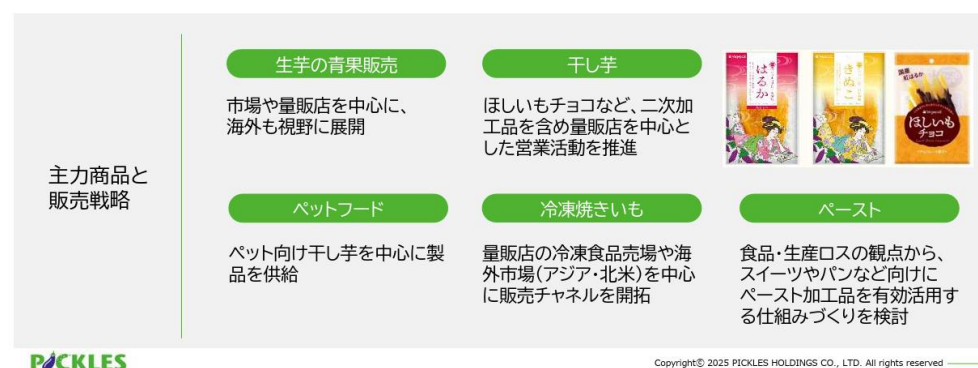 主力商品と
販売戦略
生芋の青果販売
市場や量販店を中心に、
海外も視野に展開
干し芋
ほしいもチョコなど、二次加
工品を含め量販店を中心と
した営業活動を推進
はるか
きぬこ
国産
紅はるか
ほしいも
チョコ
ペットフード
ペット向け干し芋を中心に製
品を供給
冷凍焼きいも
量販店の冷凍食品売場や海
外市場(アジア・北米)を中心
に販売チャネルを開拓
ペースト
食品・生産ロスの観点から、
スイーツやパンなど向けに
ペースト加工品を有効活用す
る仕組みづくりを検討
PICKLES
Copyright© 2025 PICKLES HOLDINGS CO., LTD. All rights reserved